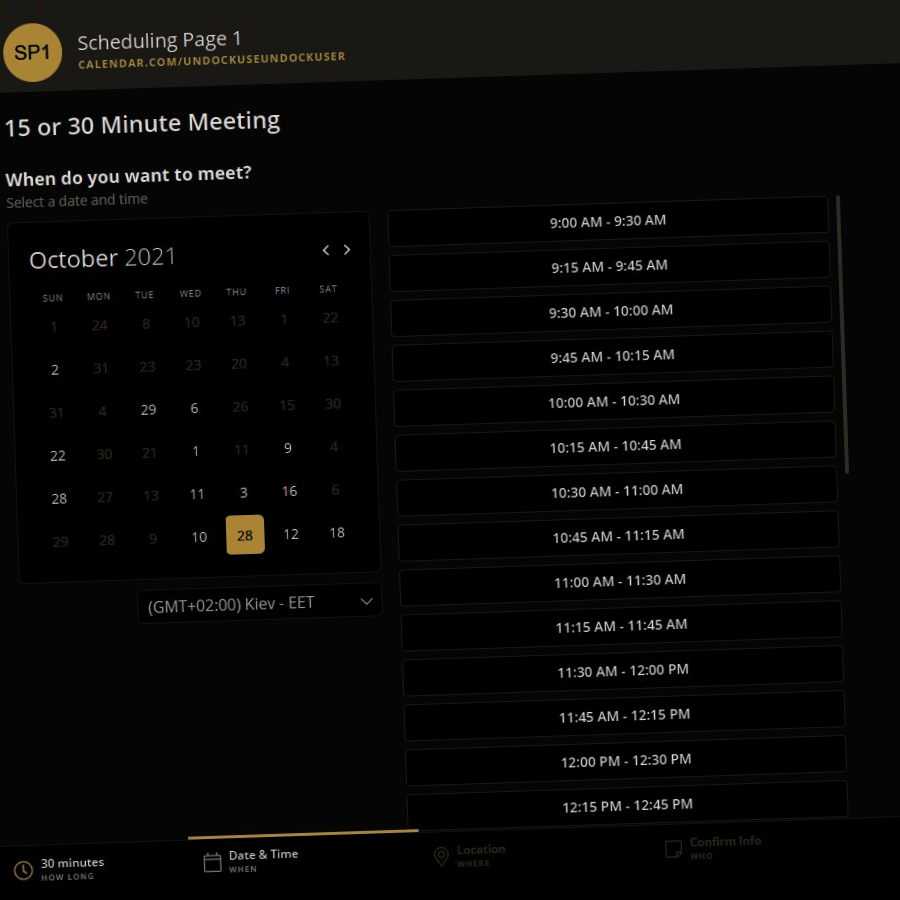 SP1
Scheduling Page 1
CALENDAR.COM/UNDOCKUSEUNDOCKUSER
15 or 30 Minute Meeting
When do you want to meet?
Select a date and time
October 2021
SUN MON TUE WED THU FRI SAT
1 24 8 10 13 1 22
2 31 23 23 20 4 13
31 4 29 6 26 15 30
22 30 21 1 11 9 4
28 27 13 11 3 16 6
29 28 9 10 28 12 18
(GMT+02:00) Kiev - EET
9:00 AM - 9:30 AM
9:15 AM - 9:45 AM
9:30 AM - 10:00 AM
9:45 AM - 10:15 AM
10:00 AM - 10:30 AM
10:15 AM - 10:45 AM
10:30 AM - 11:00 AM
10:45 AM - 11:15 AM
11:00 AM - 11:30 AM
11:15 AM - 11:45 AM
11:30 AM - 12:00 PM
11:45 AM - 12:15 PM
12:00 PM - 12:30 PM
12:15 PM - 12:45 PM
30 minutes
HOW LONG
Date & Time
WHEN
Location
WHERE
Confirm Info
WHO